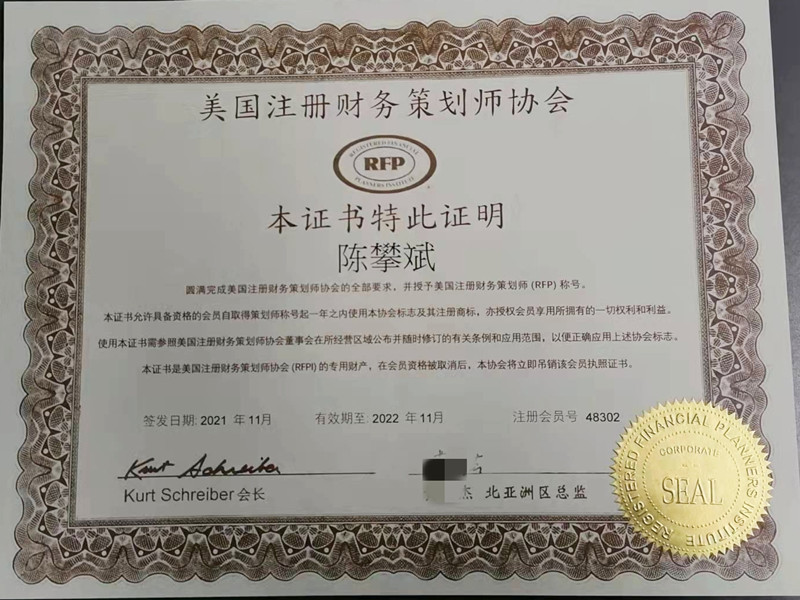 美国注册财务策划师协会
REGISTERED FINANCIAL
RFP
PLANNERS INSTITUTE
本证书特此证明
陈攀斌
圆满完成美国注册财务策划师协会的全部要求，并授予美国注册财务策划师 (RFP) 称号。
本证书允许具备资格的会员自取得策划师称号起一年之内使用本协会标志及其注册商标，亦授权会员享用所拥有的一切权利和利益。
使用本证书需参照美国注册财务策划师协会董事会在所经营区域公布并随时修订的有关条例和应用范围，以便正确应用上述协会标志。
本证书是美国注册财务策划师协会 (RFPI) 的专用财产，在会员资格被取消后，本协会将立即吊销该会员执照证书。
签发日期: 2021 年 11月 有效期至: 2022 年 11月 注册会员号 48302
Kurt Schreiber
Kurt Schreiber 会长 杰 北亚洲区总监
REGISTERED FINANCIAL PLANNERS INSTITUTE
CORPORATE
SEAL